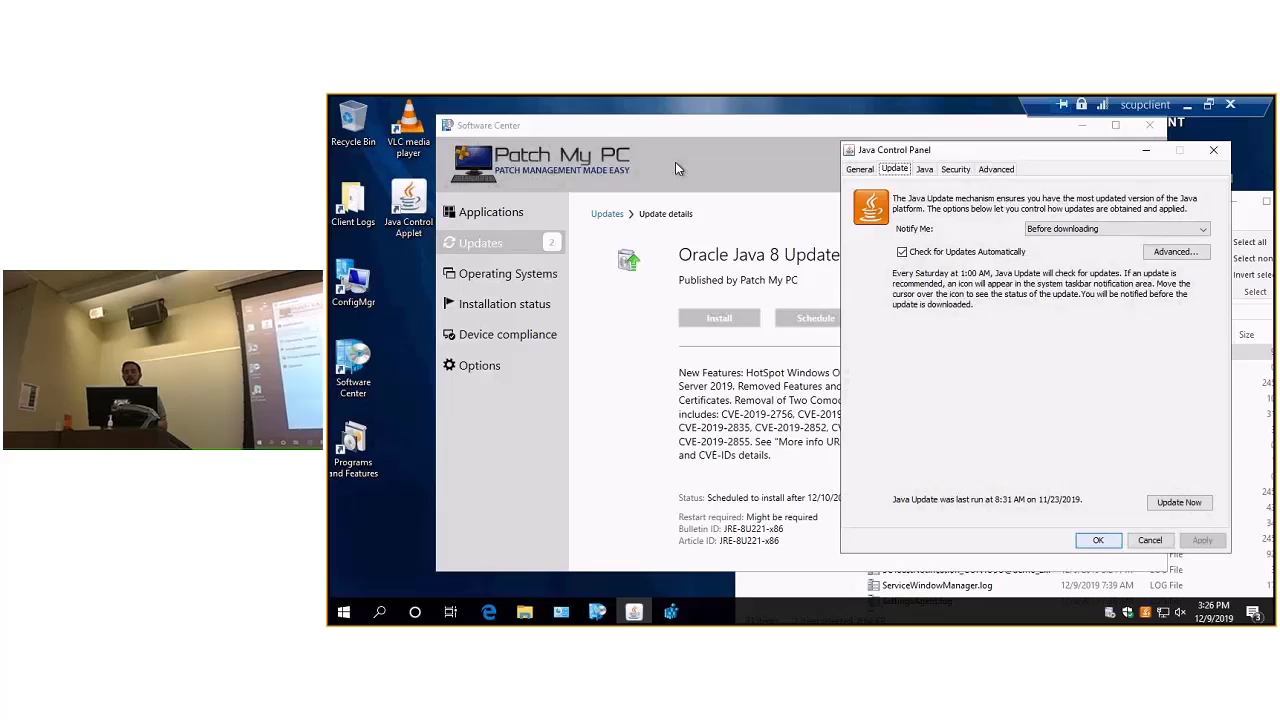 Recycle Bin
VLC media
player
Client Logs
Java Control
Applet
ConfigMgr
Software
Center
Programs
and Features
scupclient
NT
Software Center
Patch My PC
PATCH MANAGEMENT MADE EASY
Applications
Updates
2
Operating Systems
Installation status
Device compliance
Options
Updates > Update details
Oracle Java 8 Update
Published by Patch My PC
Install
Schedule
New Features: HotSpot Windows O
Server 2019. Removed Features and
Certificates. Removal of Two Como
includes: CVE-2019-2756, CVE-2019
CVE-2019-2835, CVE-2019-2852, CV
CVE-2019-2855. See "More info UR
and CVE-IDs details.
Status: Scheduled to install after 12/10/20
Restart required: Might be required
Bulletin ID: JRE-8U221-x86
Article ID: JRE-8U221-x86
Java Control Panel
General
Update
Java
Security
Advanced
The Java Update mechanism ensures you have the most updated version of the Java
platform. The options below let you control how updates are obtained and applied.
Notify Me:
Before downloading
Check for Updates Automatically
Advanced...
Every Saturday at 1:00 AM, Java Update will check for updates. If an update is
recommended, an icon will appear in the system taskbar notification area. Move the
cursor over the icon to see the status of the update.You will be notified before the
update is downloaded.
Java Update was last run at 8:31 AM on 11/23/2019.
Update Now
OK
Cancel
Apply
Select all
Select non
Invert selec
Select
Size
File
ServiceWindowManager.log
12/9/2019 7:39 AM
LOG File
3:26 PM
12/9/2019
3